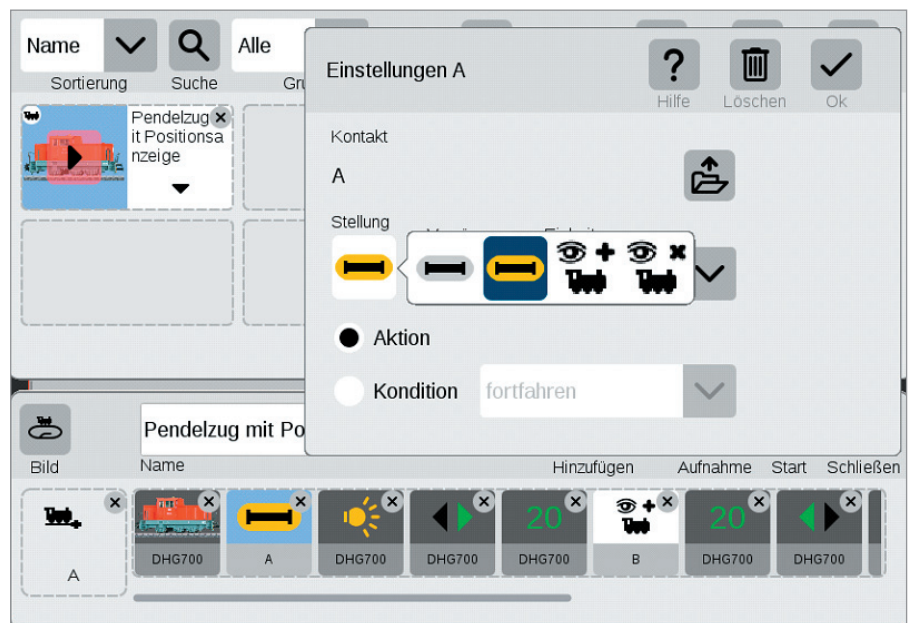 Name
Alle
Sortierung
Suche
Gru
Pendelzug
it Positionsa
nzeige
Einstellungen A
?
Hilfe
Löschen
Ok
Kontakt
A
Stellung
Aktion
Kondition
fortfahren
Pendelzug mit Po
Bild
Name
Hinzufügen
Aufnahme
Start
Schließen
20
20
A
DHG700
A
DHG700
DHG700
DHG700
B
DHG700
DHG700